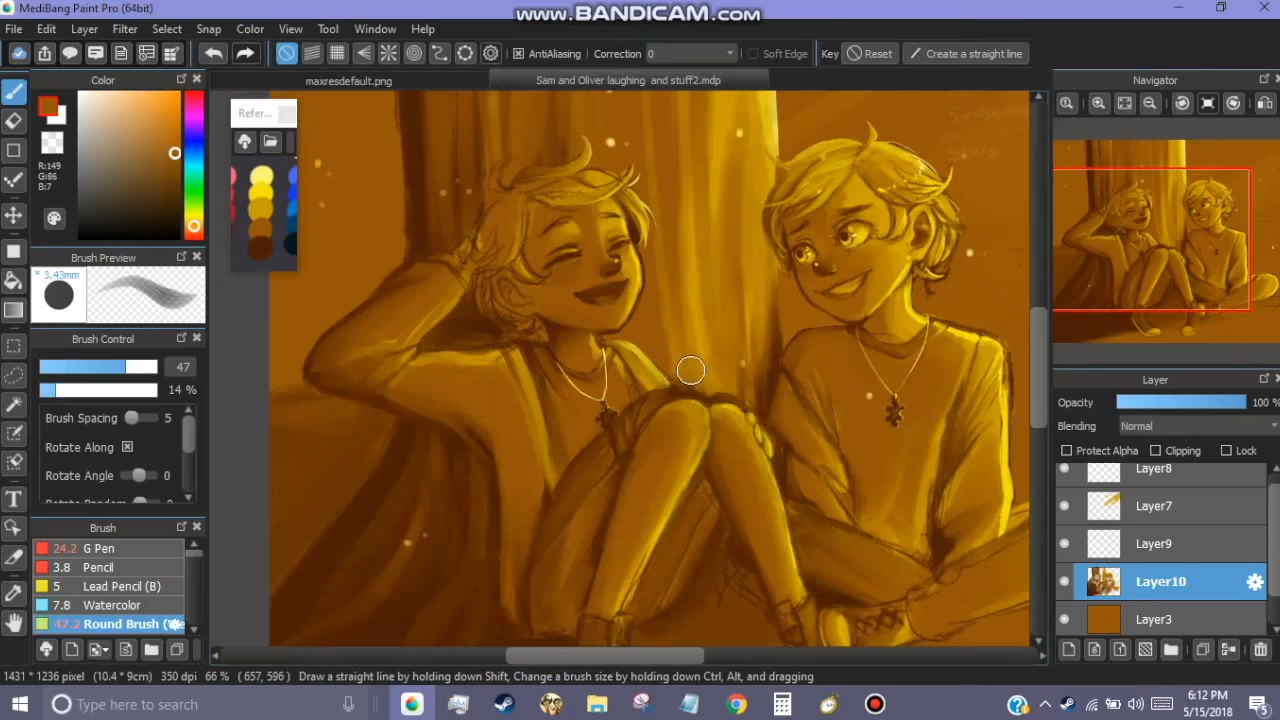 MediBang Paint Pro (64bit)
www.BANDICAM.com
File Edit Layer Filter Select Snap Color View Tool Window Help
AntiAliasing Correction 0 Soft Edge Key Reset Create a straight line
Color
maxresdefault.png
Sam and Oliver laughing and stuff2.mdp
Navigator
Refer...
R:149
G:86
B:7
Brush Preview
* 3.43mm
Brush Control
47
14 %
Brush Spacing 5
Rotate Along
Rotate Angle 0
Brush
24.2 G Pen
3.8 Pencil
5 Lead Pencil (B)
7.8 Watercolor
47.2 Round Brush (We
Layer
Opacity 100 %
Blending Normal
Protect Alpha Clipping Lock
Layer8
Layer7
Layer9
Layer10
Layer3
1431 * 1236 pixel (10.4 * 9cm) 350 dpi 66 % ( 657, 596 ) Draw a straight line by holding down Shift, Change a brush size by holding down Ctrl, Alt, and dragging
Type here to search
6:12 PM
5/15/2018
5